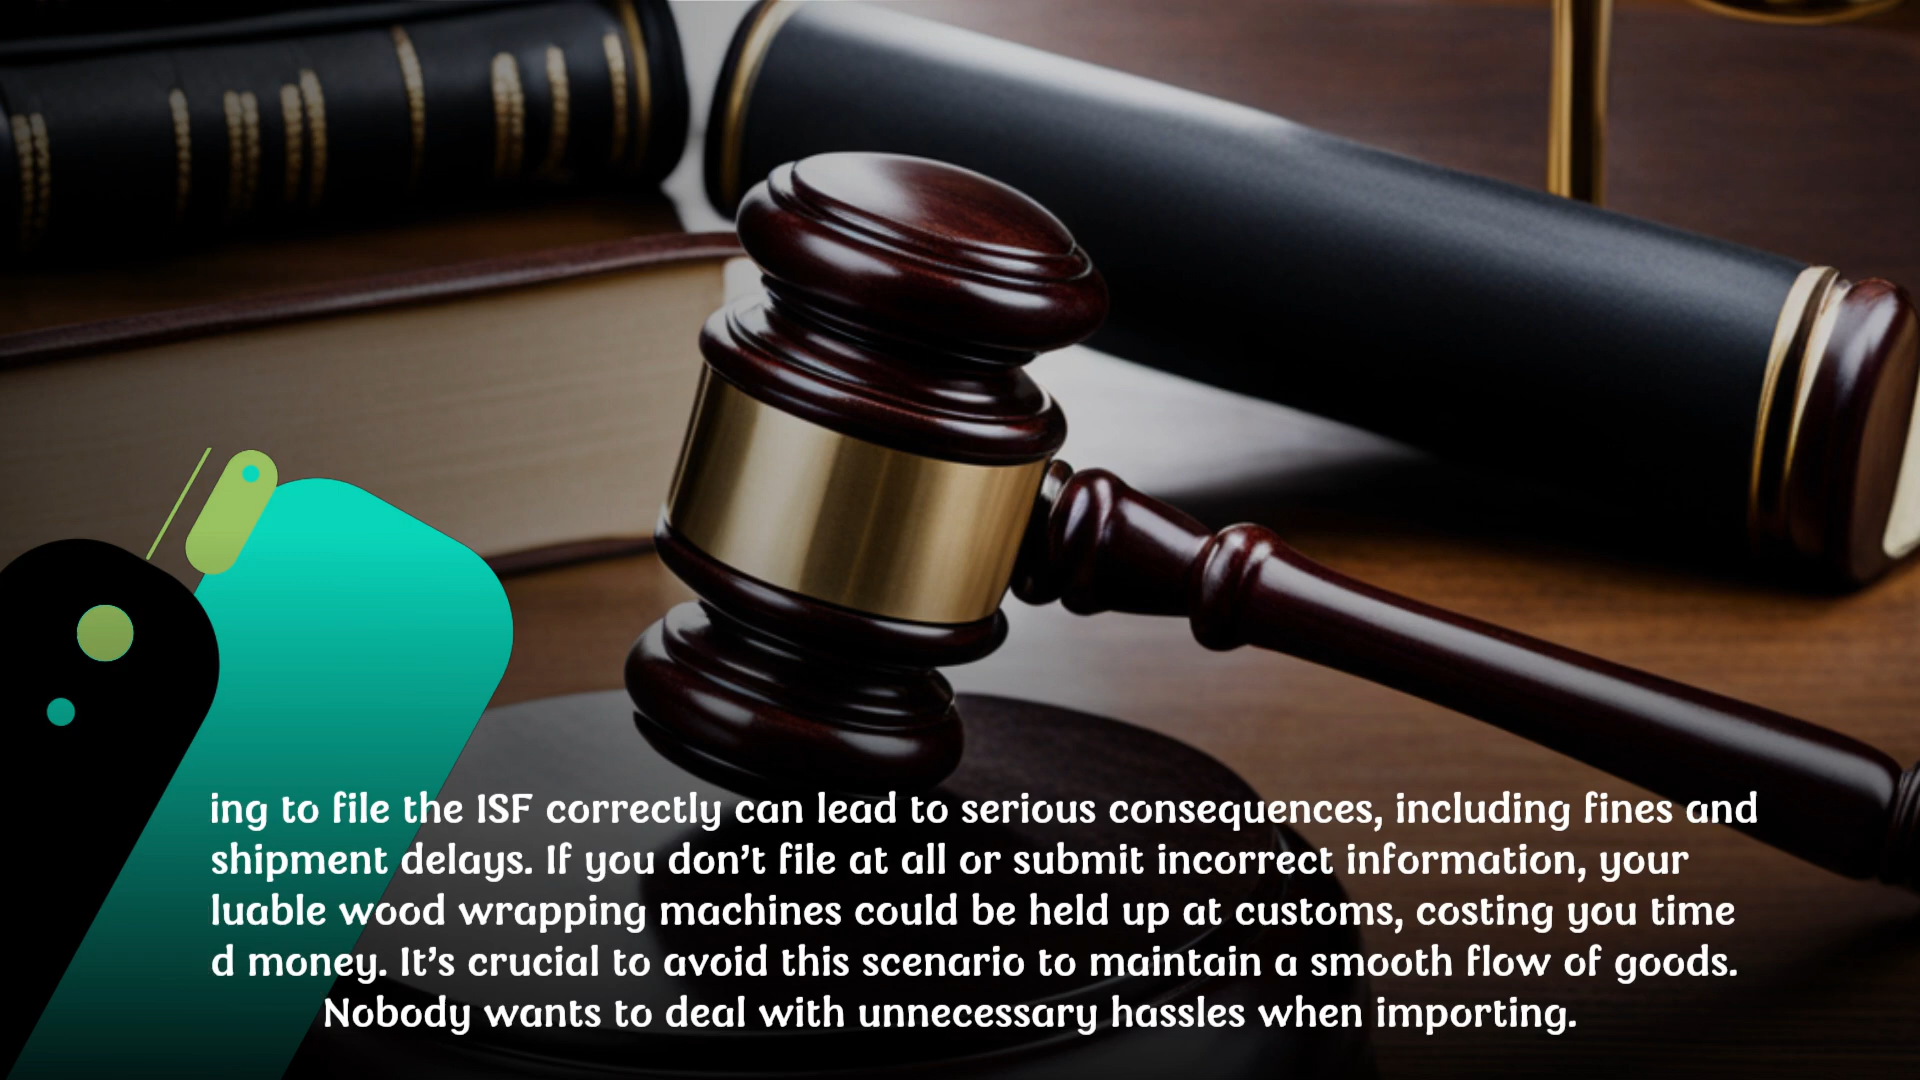 ing to file the ISF correctly can lead to serious consequences, including fines and
shipment delays. If you don’t file at all or submit incorrect information, your
luable wood wrapping machines could be held up at customs, costing you time
d money. It’s crucial to avoid this scenario to maintain a smooth flow of goods.
Nobody wants to deal with unnecessary hassles when importing.